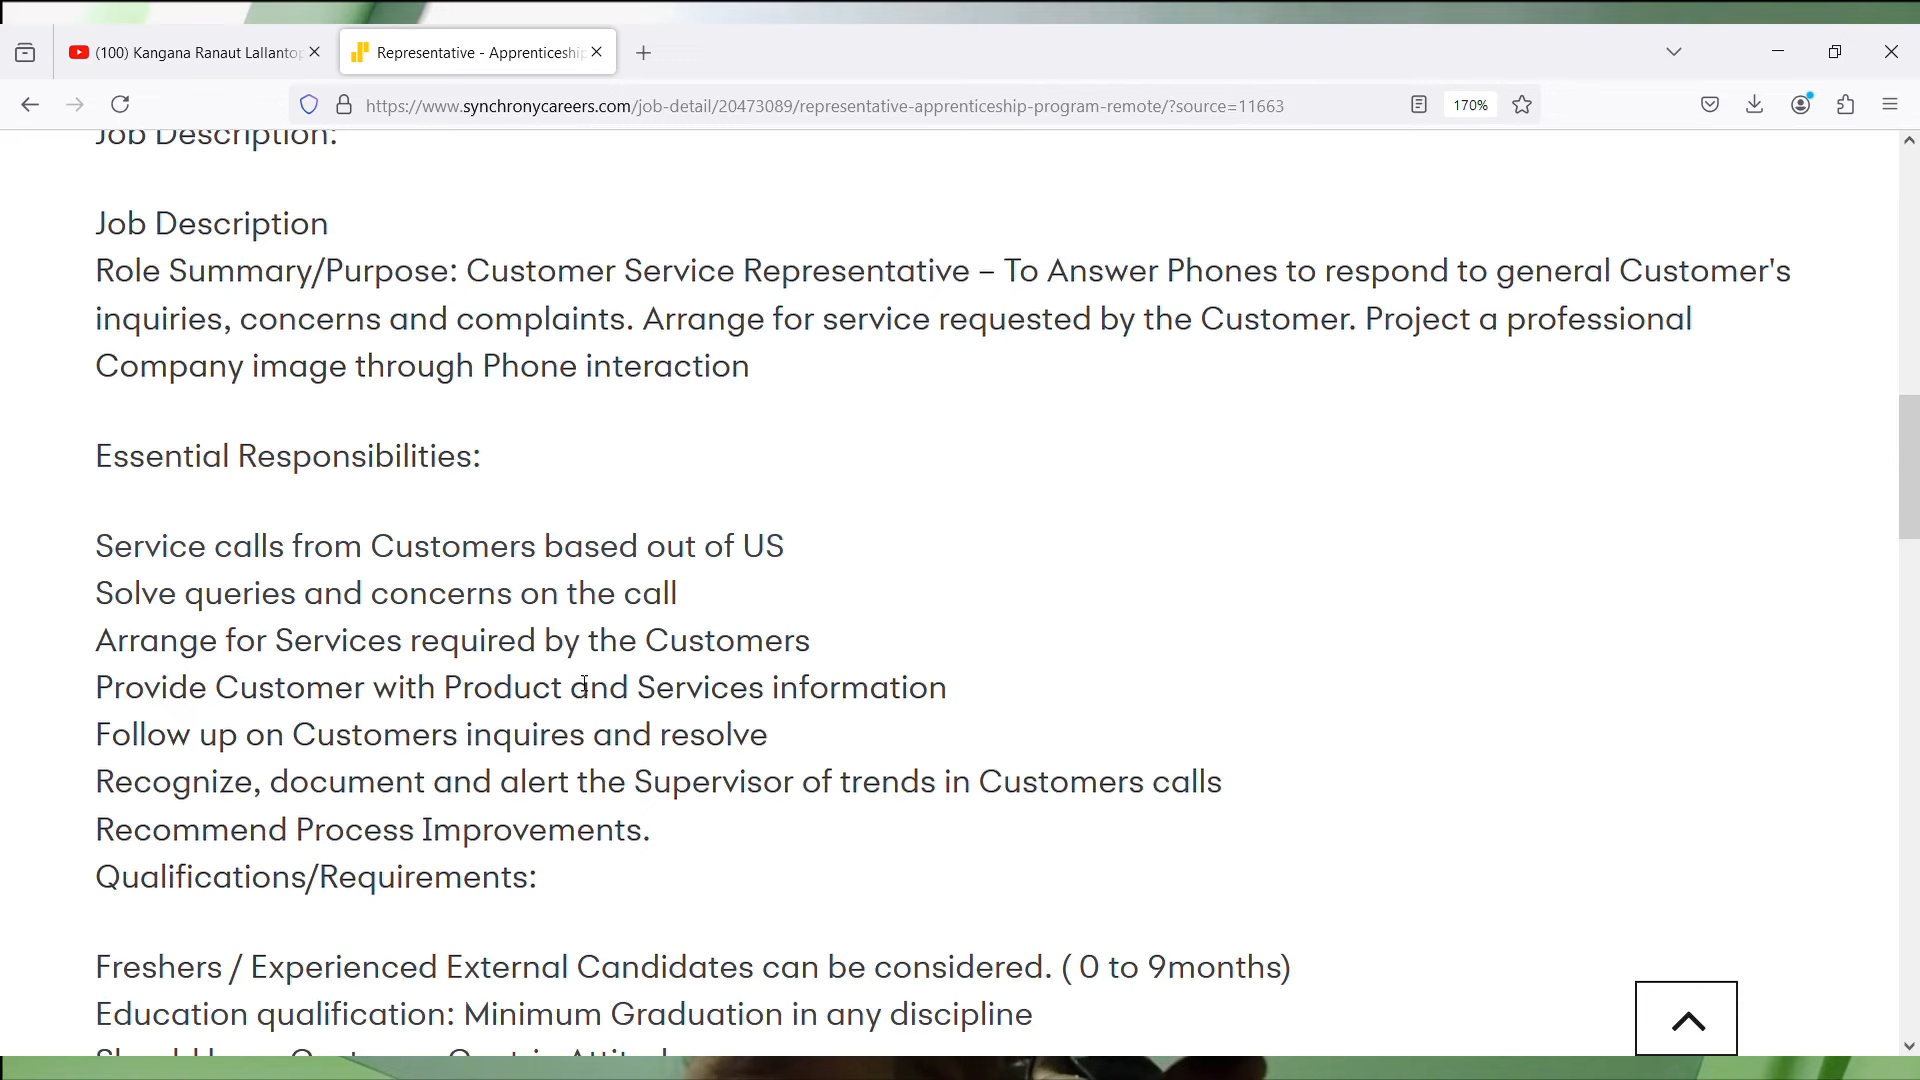 (100) Kangana Ranaut Lallanto
Representative - Apprenticeship
https://www.synchronycareers.com/job-detail/20473089/representative-apprenticeship-program-remote/?source=11663
170%
Job Description:
Job Description
Role Summary/Purpose: Customer Service Representative – To Answer Phones to respond to general Customer's
inquiries, concerns and complaints. Arrange for service requested by the Customer. Project a professional
Company image through Phone interaction
Essential Responsibilities:
Service calls from Customers based out of US
Solve queries and concerns on the call
Arrange for Services required by the Customers
Provide Customer with Product and Services information
Follow up on Customers inquires and resolve
Recognize, document and alert the Supervisor of trends in Customers calls
Recommend Process Improvements.
Qualifications/Requirements:
Freshers / Experienced External Candidates can be considered. ( 0 to 9months)
Education qualification: Minimum Graduation in any discipline